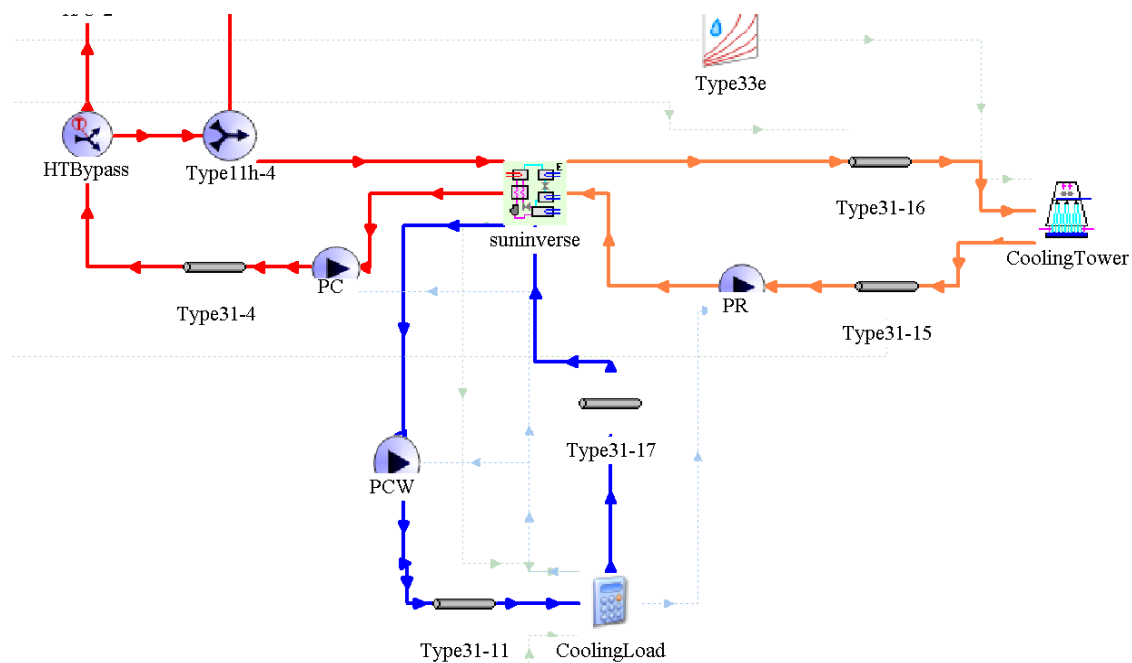 Type33e
HTBypass
Type11h-4
E
Type31-16
suninverse
CoolingTower
PC
PR
Type31-4
Type31-15
Type31-17
PCW
Type31-11
CoolingLoad